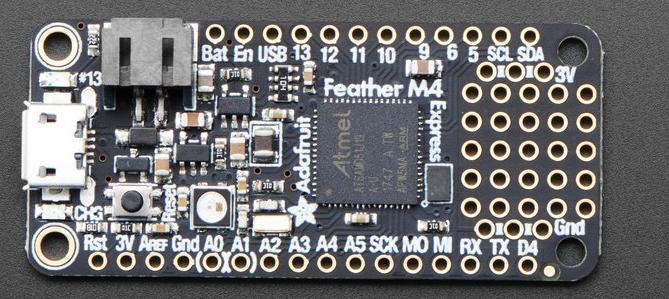 Bat En USB 13 12 11 10 9 6 5 SCL SDA
3V
#13
Feather M4
Express
Adafruit
Atmel
Reset
CHG
Gnd
Rst 3V AREF Gnd A0 A1 A2 A3 A4 A5 SCK MO MI RX TX D4